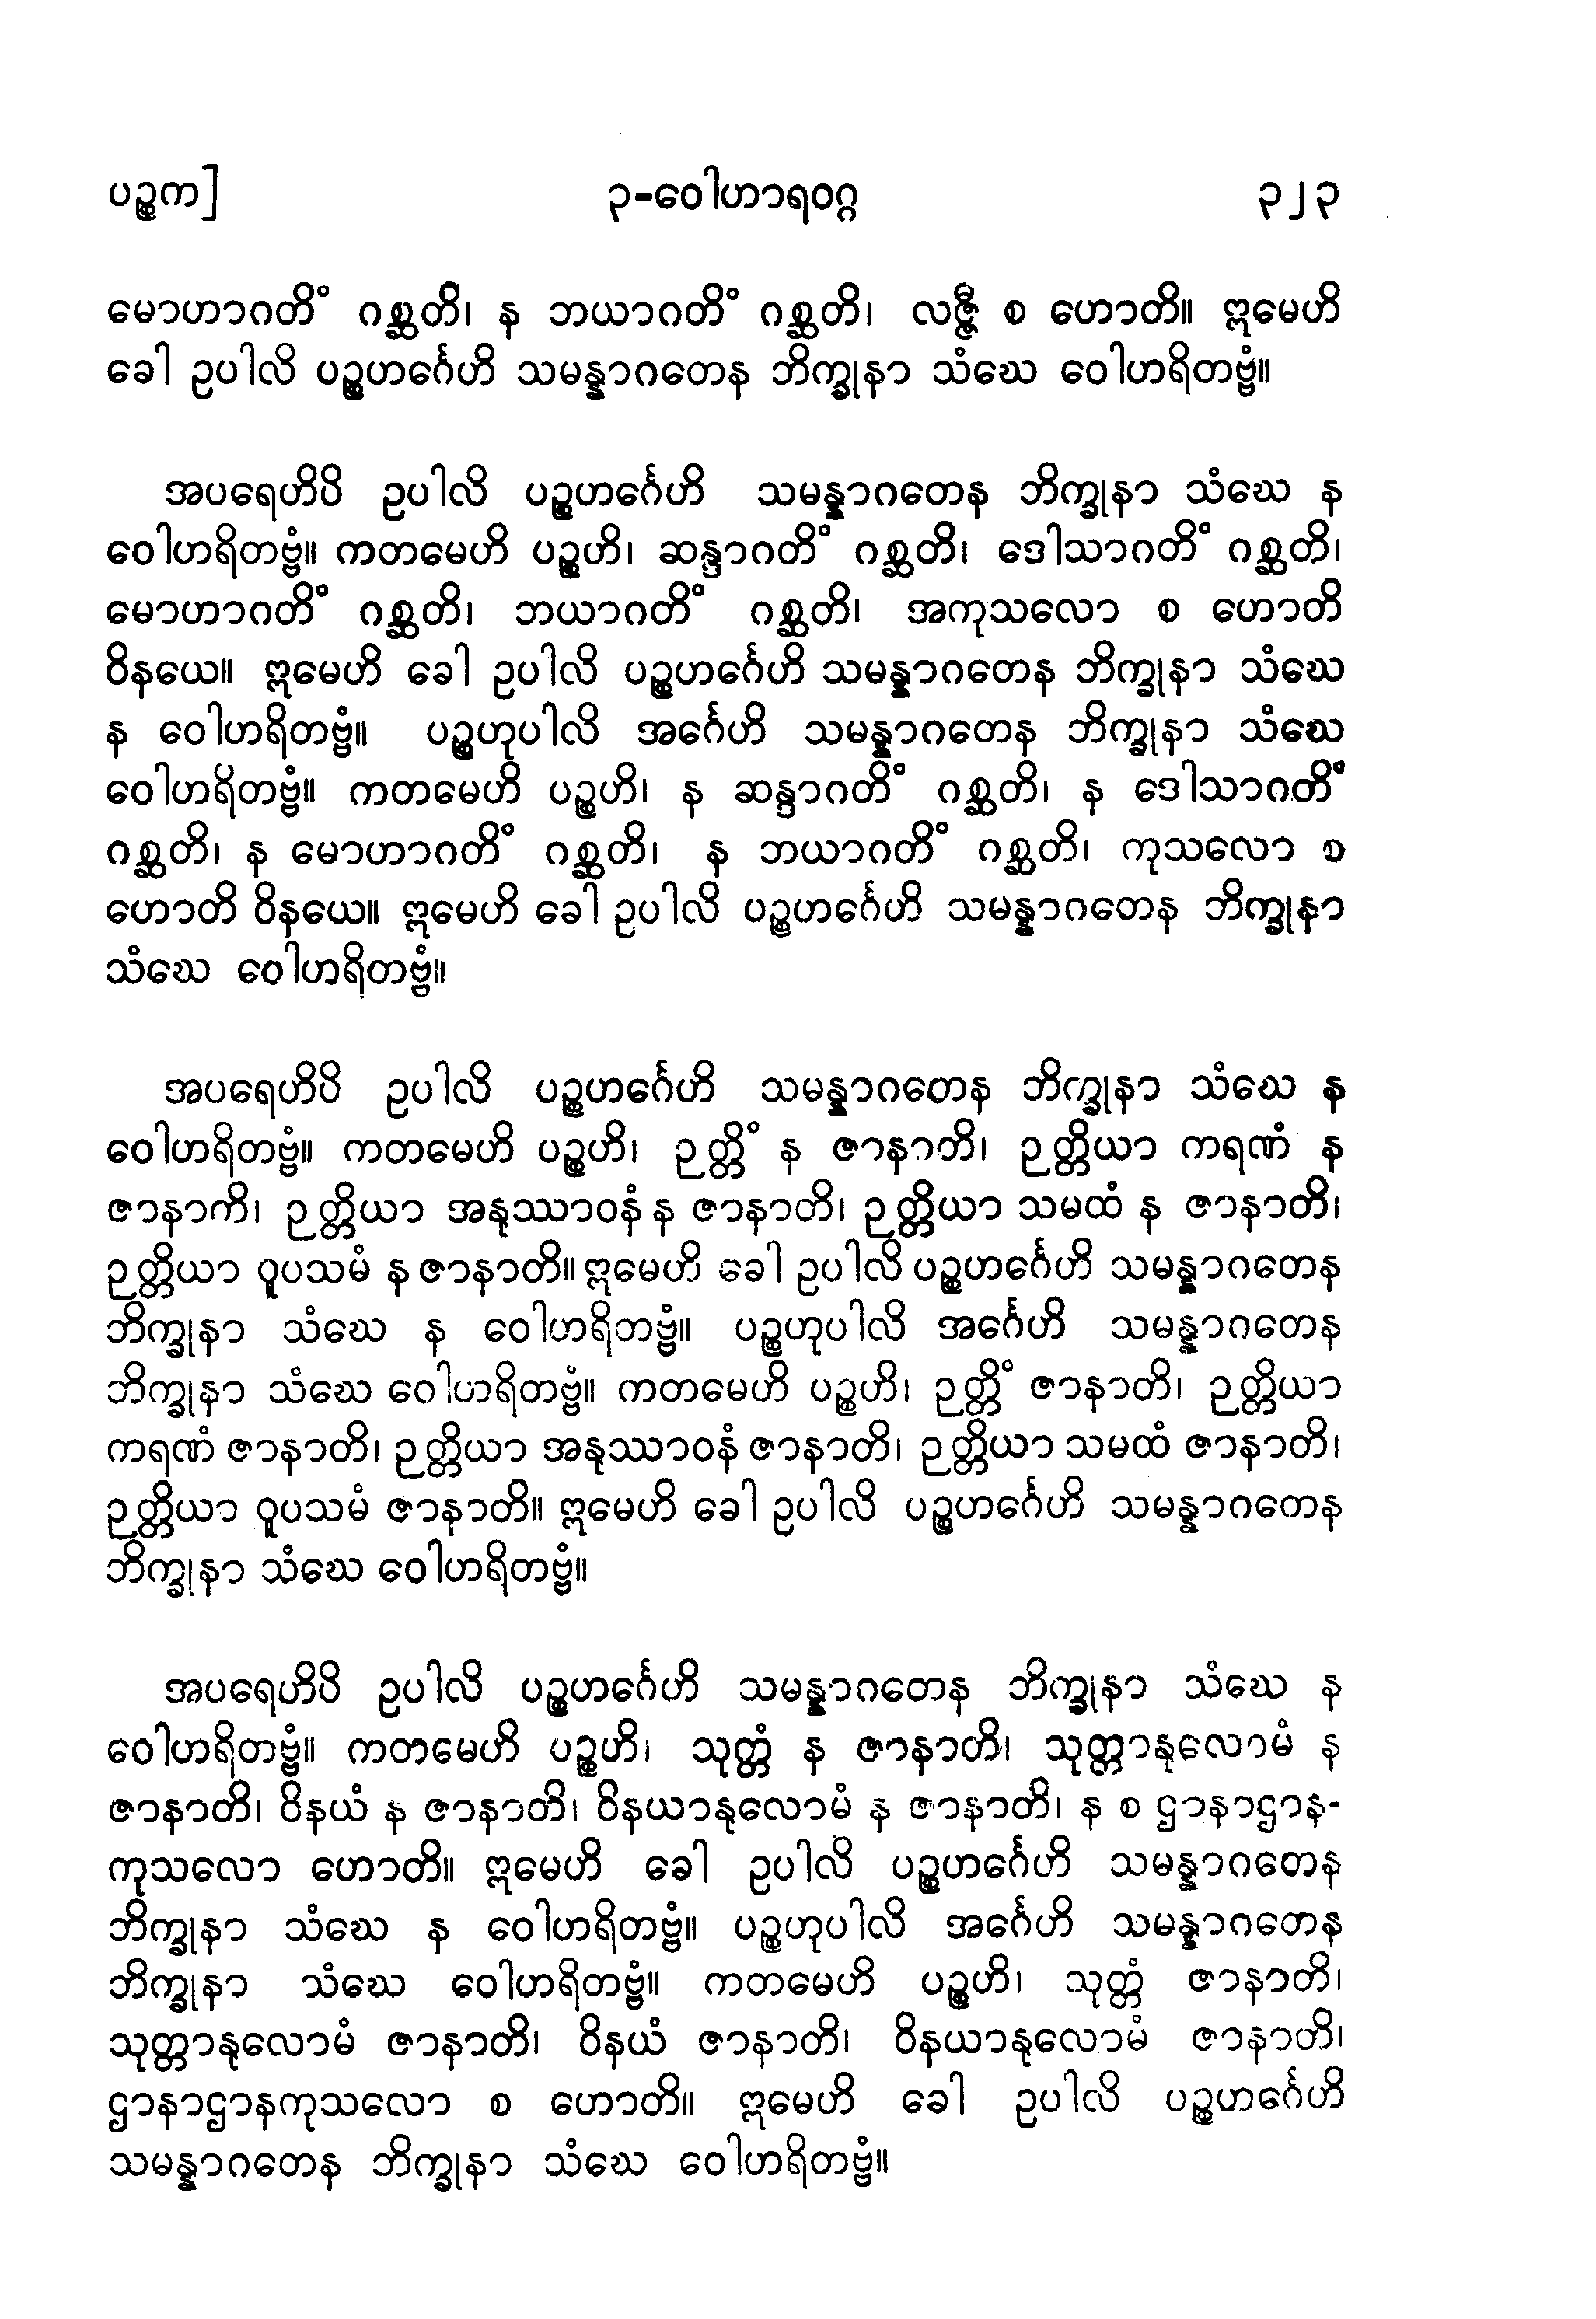 ပဉ္စက]
၃-ဝေါဟာရဝဂ္ဂ
၃၂၃
မောဟာဂတိံ ဂစ္ဆတိ၊ န ဘယာဂတိံ ဂစ္ဆတိ၊ လဇ္ဇီ စ ဟောတိ။ ဣမေဟိ
ခေါ ဥပါလိ ပဉ္စဟင်္ဂေဟိ သမန္နာဂတေန ဘိက္ခုနာ သံဃေ ဝေါဟရိတဗ္ဗံ။
အပရေဟိပိ ဥပါလိ ပဉ္စဟင်္ဂေဟိ သမန္နာဂတေန ဘိက္ခုနာ သံဃေ န
ဝေါဟရိတဗ္ဗံ။ ကတမေဟိ ပဉ္စဟိ၊ ဆန္ဒာဂတိံ ဂစ္ဆတိ၊ ဒေါသာဂတိံ ဂစ္ဆတိ၊
မောဟာဂတိံ ဂစ္ဆတိ၊ ဘယာဂတိံ ဂစ္ဆတိ၊ အကုသလော စ ဟောတိ
ဝိနယေ။ ဣမေဟိ ခေါ ဥပါလိ ပဉ္စဟင်္ဂေဟိ သမန္နာဂတေန ဘိက္ခုနာ သံဃေ
န ဝေါဟရိတဗ္ဗံ။ ပဉ္စဟုပါလိ အင်္ဂေဟိ သမန္နာဂတေန ဘိက္ခုနာ သံဃေ
ဝေါဟရိတဗ္ဗံ။ ကတမေဟိ ပဉ္စဟိ၊ န ဆန္ဒာဂတိံ ဂစ္ဆတိ၊ န ဒေါသာဂတိံ
ဂစ္ဆတိ၊ န မောဟာဂတိံ ဂစ္ဆတိ၊ န ဘယာဂတိံ ဂစ္ဆတိ၊ ကုသလော စ
ဟောတိ ဝိနယေ။ ဣမေဟိ ခေါ ဥပါလိ ပဉ္စဟင်္ဂေဟိ သမန္နာဂတေန ဘိက္ခုနာ
သံဃေ ဝေါဟရိတဗ္ဗံ။
အပရေဟိပိ ဥပါလိ ပဉ္စဟင်္ဂေဟိ သမန္နာဂတေန ဘိက္ခုနာ သံဃေ န
ဝေါဟရိတဗ္ဗံ။ ကတမေဟိ ပဉ္စဟိ၊ ဉတ္တိံ န ဇာနာတိ၊ ဉတ္တိယာ ကရဏံ န
ဇာနာကိ၊ ဉတ္တိယာ အနုဿာဝနံ န ဇာနာတိ၊ ဉတ္တိယာ သမထံ န ဇာနာတိ၊
ဉတ္တိယာ ဝူပသမံ န ဇာနာတိ။ ဣမေဟိ ခေါ ဥပါလိ ပဉ္စဟင်္ဂေဟိ သမန္နာဂတေန
ဘိက္ခုနာ သံဃေ န ဝေါဟရိတဗ္ဗံ။ ပဉ္စဟုပါလိ အင်္ဂေဟိ သမန္နာဂတေန
ဘိက္ခုနာ သံဃေ ဂေါဟရိတဗ္ဗံ။ ကတမေဟိ ပဉ္စဟိ၊ ဉတ္တိံ ဇာနာတိ၊ ဉတ္တိယာ
ကရဏံ ဇာနာတိ၊ ဉတ္တိယာ အနုဿာဝနံ ဇာနာတိ၊ ဉတ္တိယာ သမထံ ဇာနာတိ၊
ဉတ္တိယာ ဝူပသမံ ဇာနာတိ။ ဣမေဟိ ခေါ ဥပါလိ ပဉ္စဟင်္ဂေဟိ သမန္နာဂကေန
ဘိက္ခုနာ သံဃေ ဝေါဟရိတဗ္ဗံ။
အပရေဟိပိ ဥပါလိ ပဉ္စဟင်္ဂေဟိ သမန္နာဂတေန ဘိက္ခုနာ သံဃေ န
ဝေါဟရိတဗ္ဗံ။ ကတမေဟိ ပဉ္စဟိ၊ သုတ္တံ န ဇာနာတိ၊ သုတ္တာနုလောမံ န
ဇာနာတိ၊ ဝိနယံ န ဇာနာတိ၊ ဝိနယာနုလောမံ န ဇာနာတိ၊ န စ ဌာနာဌာန-
ကုသလော ဟောတိ။ ဣမေဟိ ခေါ ဥပါလိ ပဉ္စဟင်္ဂေဟိ သမန္နာဂတေန
ဘိက္ခုနာ သံဃေ န ဝေါဟရိတဗ္ဗံ။ ပဉ္စဟုပါလိ အင်္ဂေဟိ သမန္နာဂတေန
ဘိက္ခုနာ သံဃေ ဝေါဟရိတဗ္ဗံ။ ကတမေဟိ ပဉ္စဟိ၊ သုတ္တံ ဇာနာတိ၊
သုတ္တာနုလောမံ ဇာနာတိ၊ ဝိနယံ ဇာနာတိ၊ ဝိနယာနုလောမံ ဇာနာတိ၊
ဌာနာဌာနကုသလော စ ဟောတိ။ ဣမေဟိ ခေါ ဥပါလိ ပဉ္စဟင်္ဂေဟိ
သမန္နာဂတေန ဘိက္ခုနာ သံဃေ ဝေါဟရိတဗ္ဗံ။